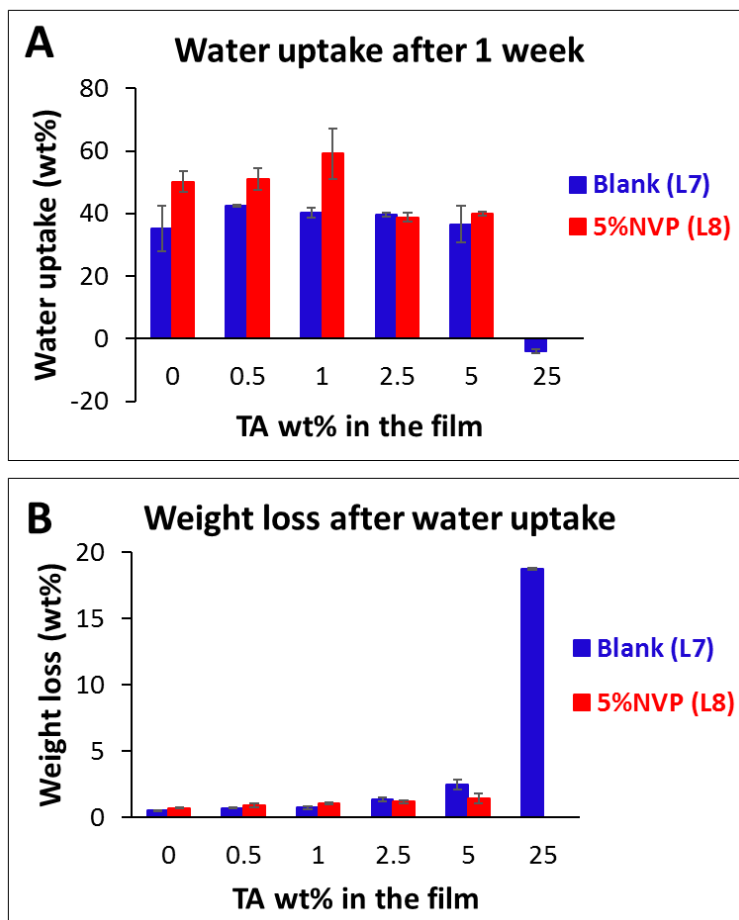 A
Water uptake after 1 week
Water uptake (wt%)
80
60
40
20
0
-20
0 0.5 1 2.5 5 25
TA wt% in the film
Blank (L7)
5%NVP (L8)
B
Weight loss after water uptake
Weight loss (wt%)
20
15
10
5
0
0 0.5 1 2.5 5 25
TA wt% in the film
Blank (L7)
5%NVP (L8)